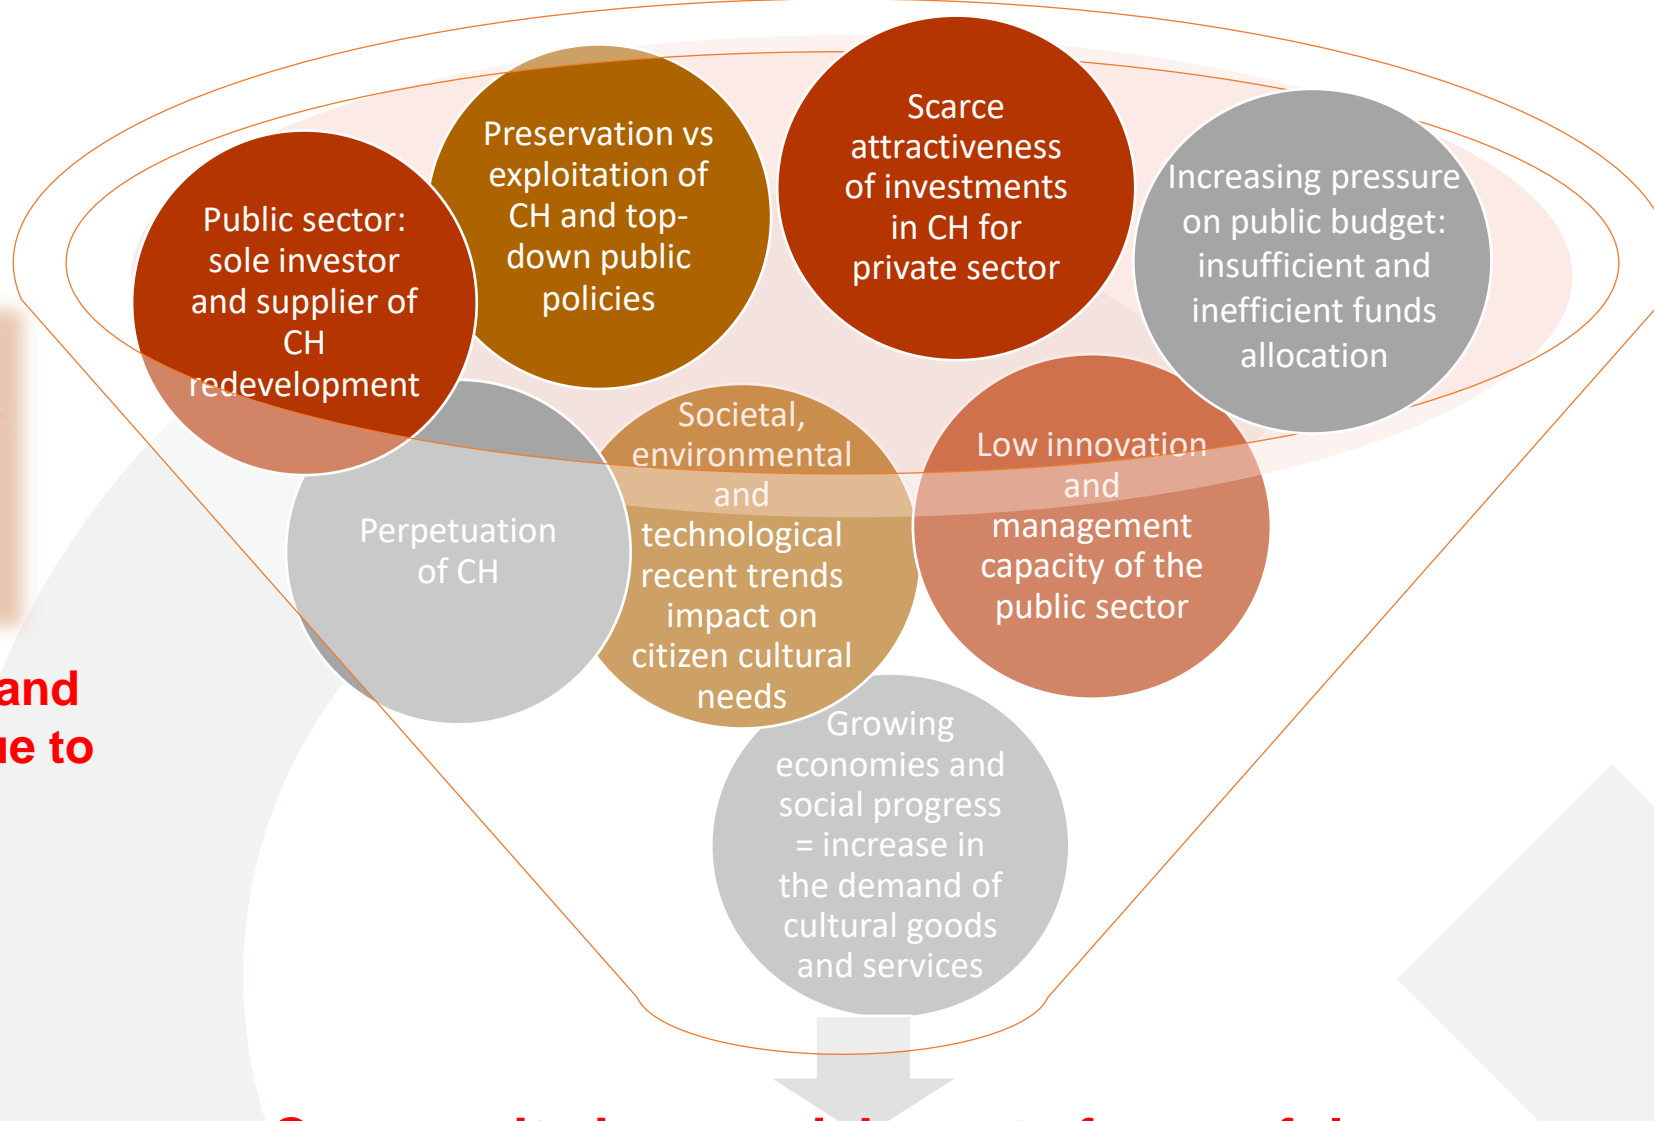 Public sector:
sole investor
and supplier of
CH
redevelopment
Preservation vs
exploitation of
CH and top-
down public
policies
Scarce
attractiveness
of investments
in CH for
private sector
Increasing pressure
on public budget:
insufficient and
inefficient funds
allocation
Perpetuation
of CH
Societal,
environmental
and
technological
recent trends
impact on
citizen cultural
needs
Low innovation
and
management
capacity of the
public sector
and
ue to
Growing
economies and
social progress
= increase in
the demand of
cultural goods
and services